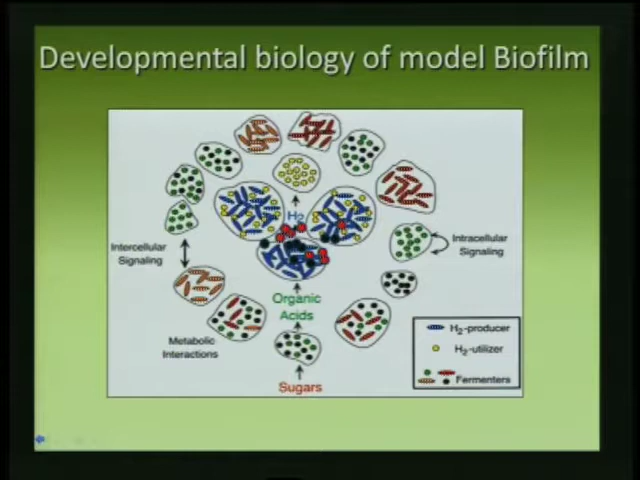 Developmental biology of model Biofilm
H2
Intercellular
Signaling
Intracellular
Signaling
Organic
Acids
Metabolic
Interactions
Sugars
H2-producer
H2-utilizer
Fermenters